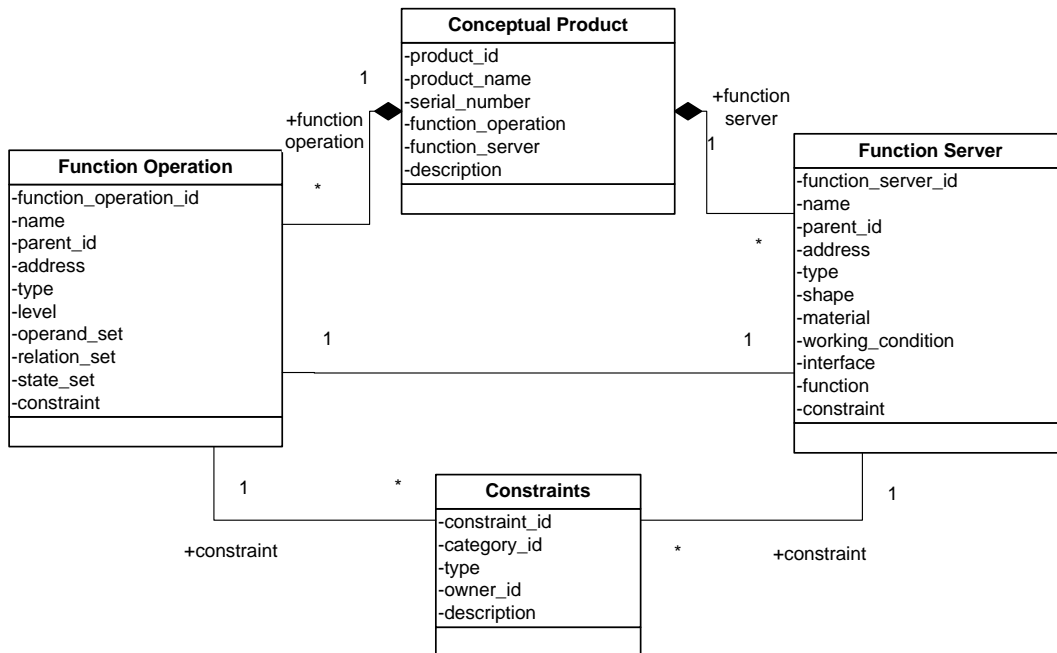 Conceptual Product
-product_id
-product_name
-serial_number
-function_operation
-function_server
-description
1
+function
operation
*
+function
server
1
*
Function Operation
-function_operation_id
-name
-parent_id
-address
-type
-level
-operand_set
-relation_set
-state_set
-constraint
Function Server
-function_server_id
-name
-parent_id
-address
-type
-shape
-material
-working_condition
-interface
-function
-constraint
1
1
1
*
+constraint
Constraints
-constraint_id
-category_id
-type
-owner_id
-description
1
*
+constraint